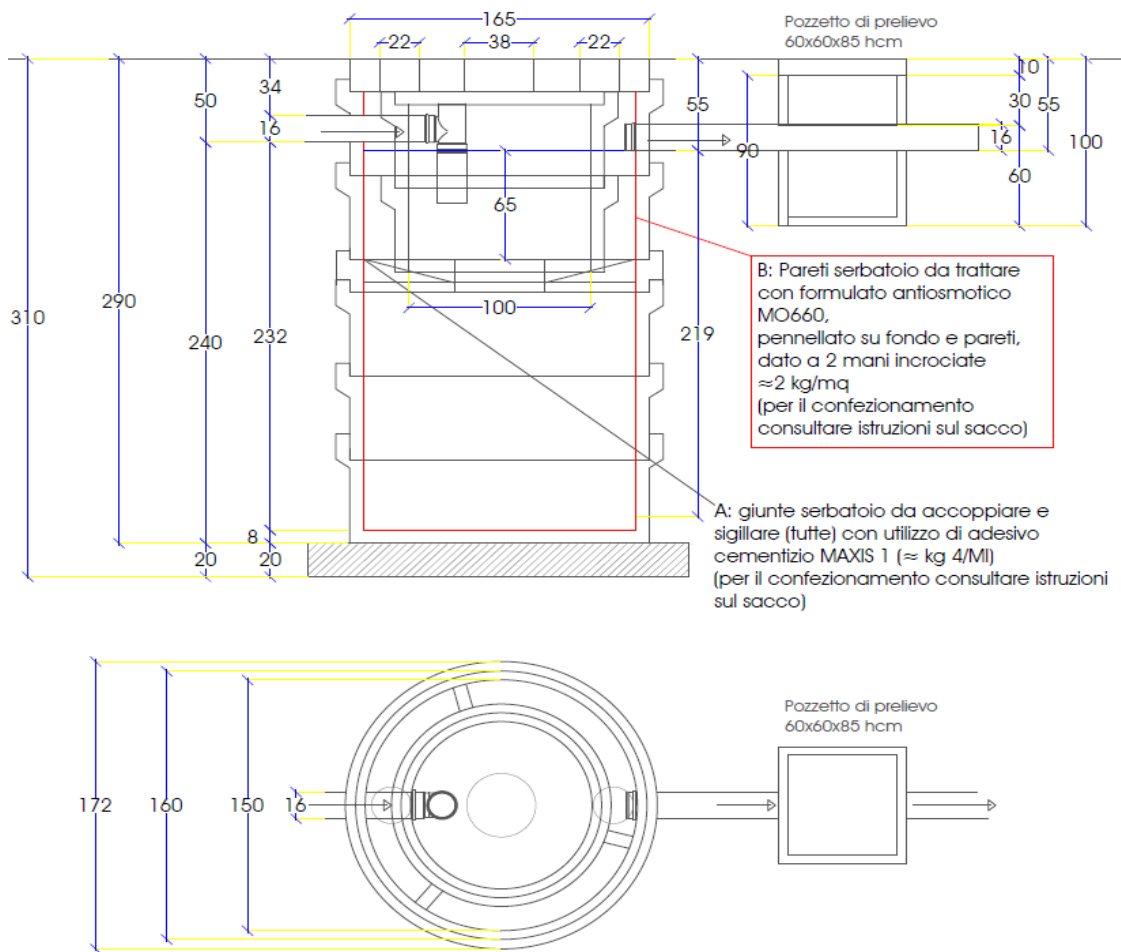 165
22
38
22
Pozzetto di prelievo
60x60x85 hcm
34
50
16
55
10
30
55
16
90
100
60
65
310
290
240
232
100
219
B: Pareti serbatoio da trattare
con formulato antiosmotico
MO660,
pennellato su fondo e pareti,
dato a 2 mani incrociate
≈2 kg/mq
(per il confezionamento
consultare istruzioni sul sacco)
A: giunte serbatoio da accoppiare e
sigillare (tutte) con utilizzo di adesivo
cementizio MAXIS 1 (≈ kg 4/Ml)
(per il confezionamento consultare istruzioni
sul sacco)
8
20
20
Pozzetto di prelievo
60x60x85 hcm
172
160
150
16